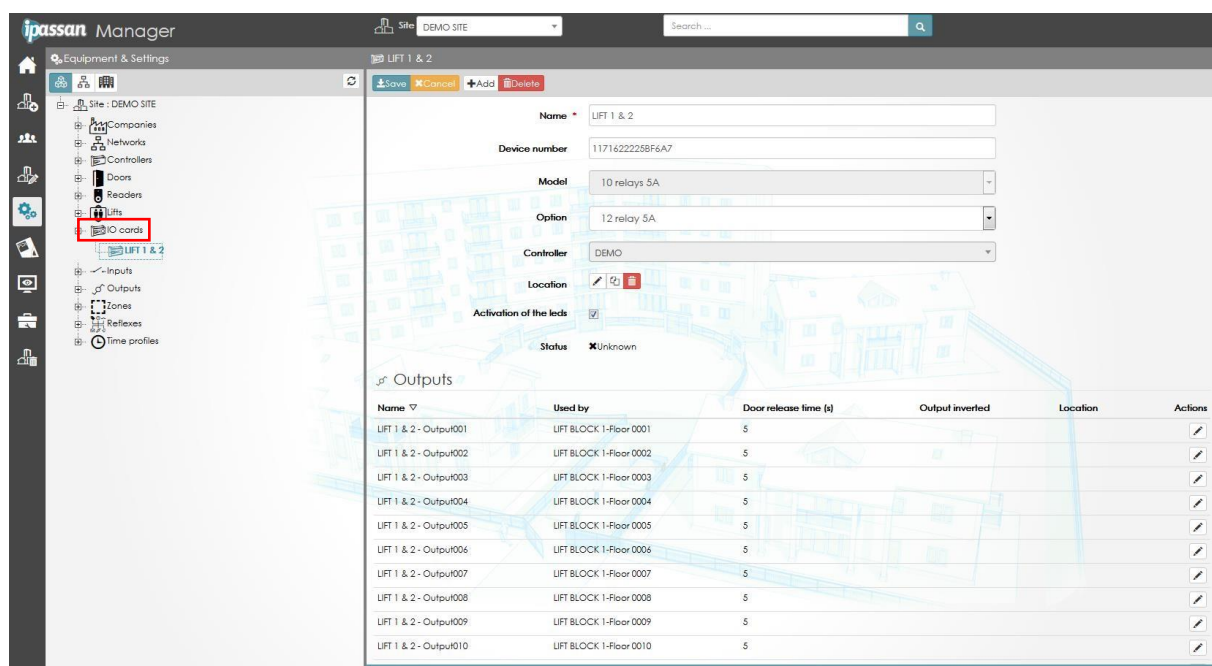 ipassan Manager
Site DEMO SITE
Search ...
Equipment & Settings
LIFT 1 & 2
Save Cancel Add Delete
Site : DEMO SITE
Companies
Networks
Controllers
Doors
Readers
Lifts
IO cards
LIFT 1 & 2
Inputs
Outputs
Zones
Reflexes
Time profiles
Name * LIFT 1 & 2
Device number 1171622225BF6A7
Model 10 relays 5A
Option 12 relay 5A
Controller DEMO
Location
Activation of the leds
Status Unknown
Outputs
Name Used by Door release time (s) Output inverted Location Actions
LIFT 1 & 2 - Output001 LIFT BLOCK 1-Floor 0001 5
LIFT 1 & 2 - Output002 LIFT BLOCK 1-Floor 0002 5
LIFT 1 & 2 - Output003 LIFT BLOCK 1-Floor 0003 5
LIFT 1 & 2 - Output004 LIFT BLOCK 1-Floor 0004 5
LIFT 1 & 2 - Output005 LIFT BLOCK 1-Floor 0005 5
LIFT 1 & 2 - Output006 LIFT BLOCK 1-Floor 0006 5
LIFT 1 & 2 - Output007 LIFT BLOCK 1-Floor 0007 5
LIFT 1 & 2 - Output008 LIFT BLOCK 1-Floor 0008 5
LIFT 1 & 2 - Output009 LIFT BLOCK 1-Floor 0009 5
LIFT 1 & 2 - Output010 LIFT BLOCK 1-Floor 0010 5